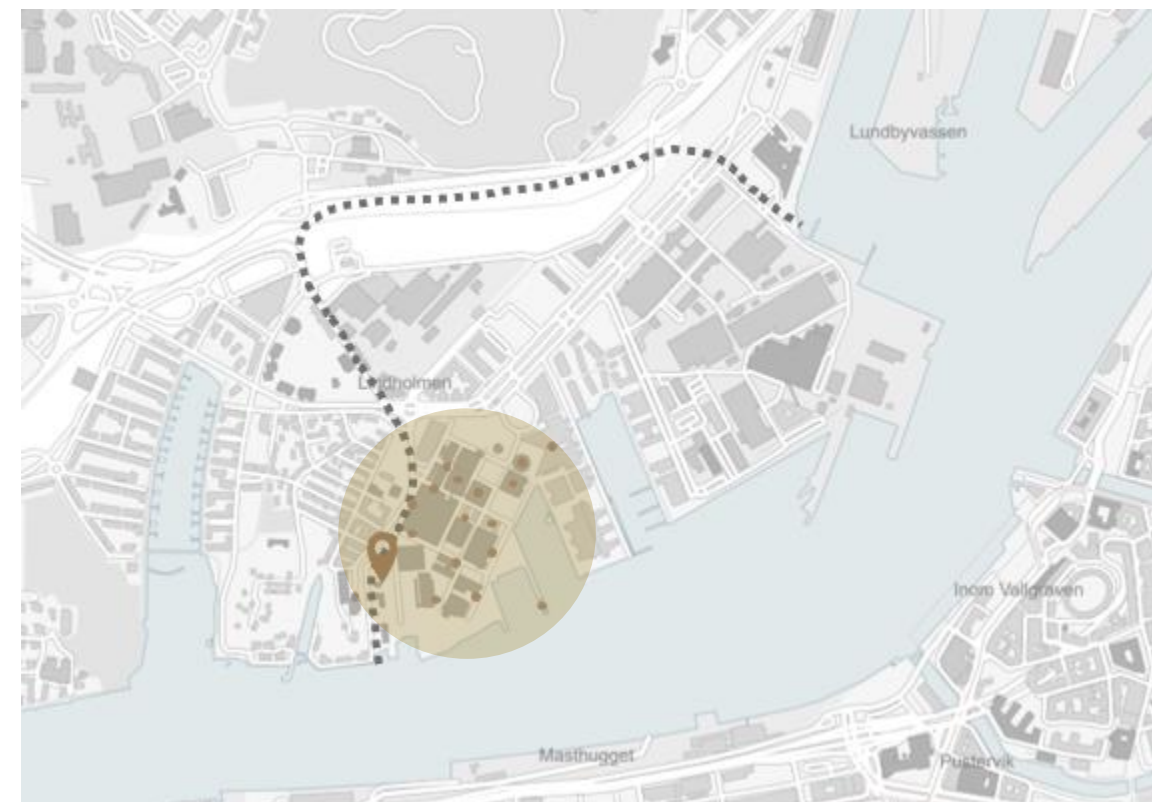 Lundbyvassen
Lindholmen
Inom Vallgraven
Masthugget
Pustervik